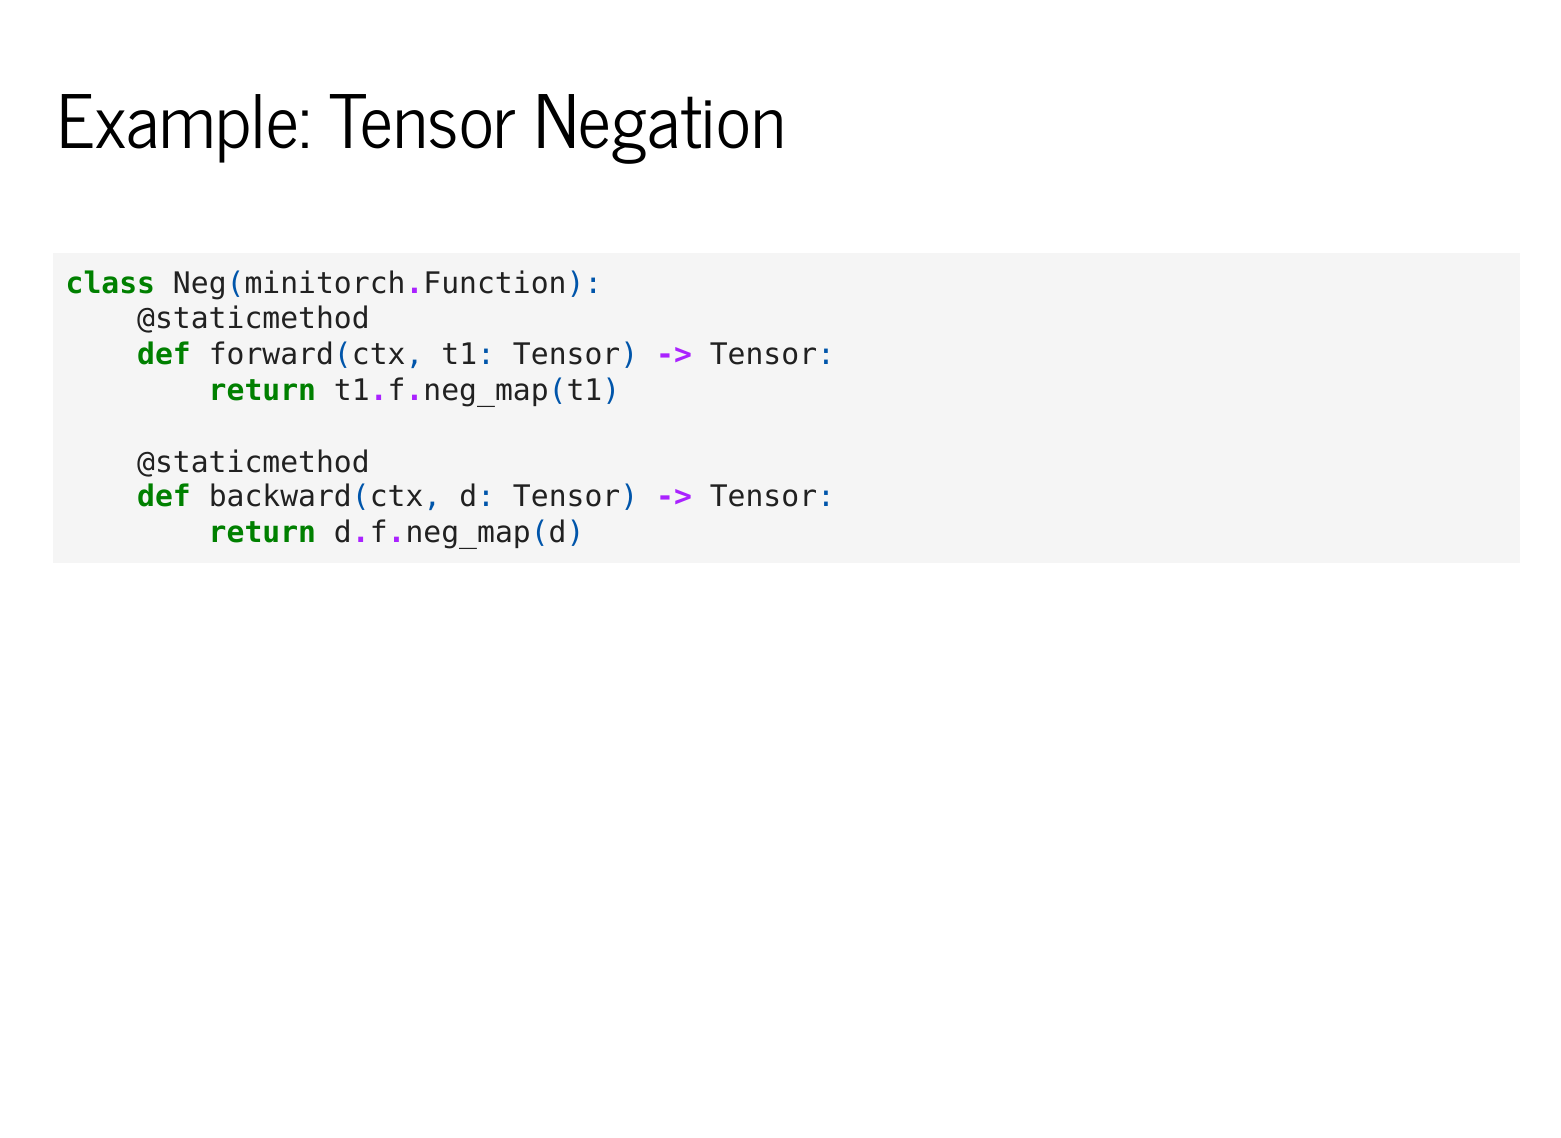 Example: Tensor Negation
class Neg(minitorch.Function):
    @staticmethod
    def forward(ctx, t1: Tensor) -> Tensor:
        return t1.f.neg_map(t1)

    @staticmethod
    def backward(ctx, d: Tensor) -> Tensor:
        return d.f.neg_map(d)